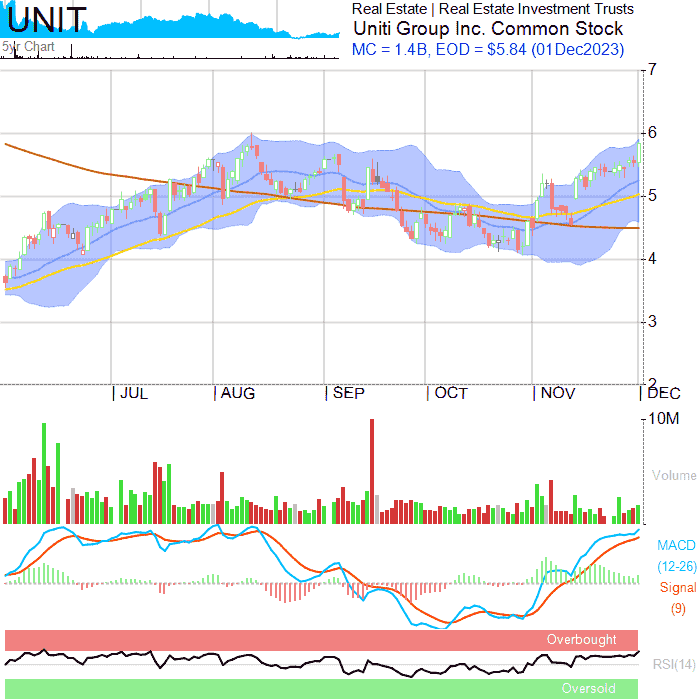 UNIT
5yr Chart
Real Estate | Real Estate Investment Trusts
Uniti Group Inc. Common Stock
MC = 1.4B, EOD = $5.84 (01Dec2023)
7
6
5
4
3
2
JUL
AUG
SEP
OCT
NOV
DEC
10M
Volume
MACD
(12-26)
Signal
(9)
Overbought
RSI(14)
Oversold